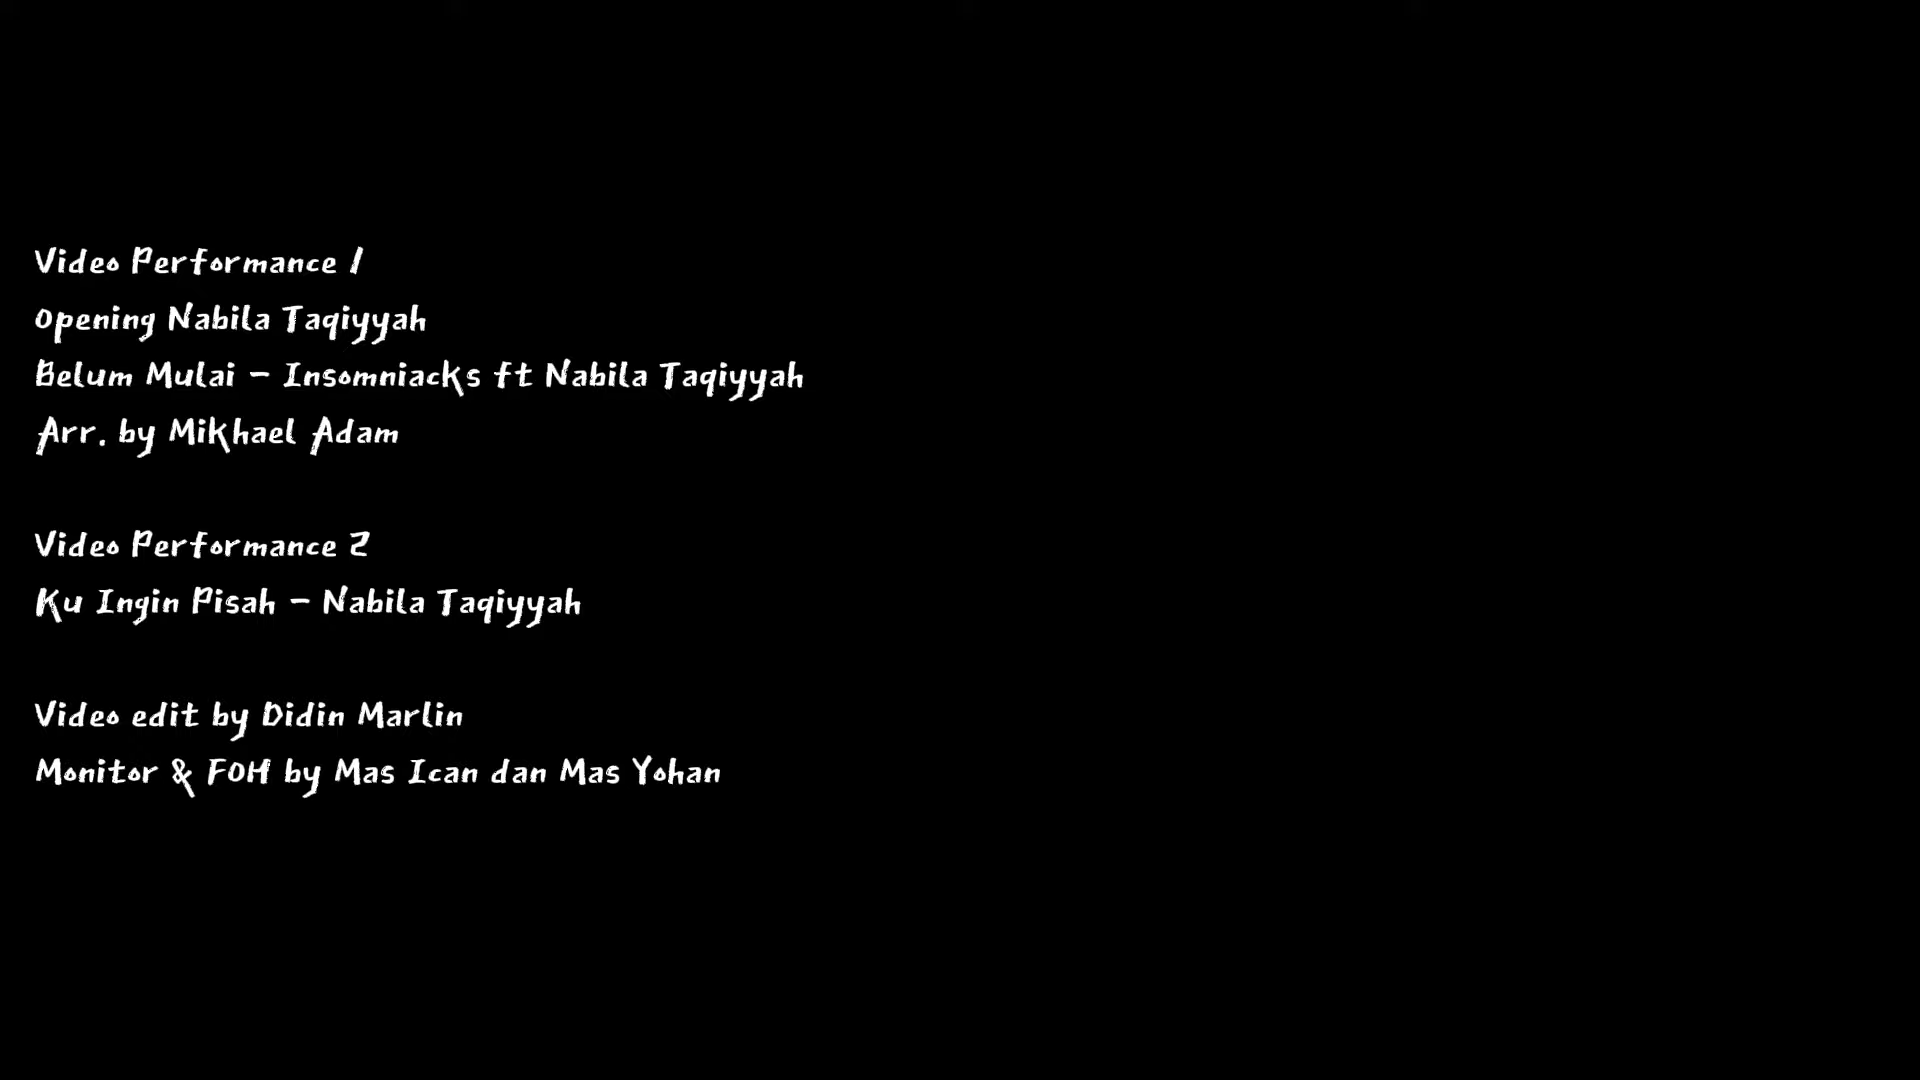 Video Performance 1
Opening Nabila Taqiyyah
Belum Mulai - Insomniacks ft Nabila Taqiyyah
Arr. by Mikhael Adam
Video Performance 2
Ku Ingin Pisah - Nabila Taqiyyah
Video edit by Didin Marlin
Monitor & FOH by Mas Ican dan Mas Yohan